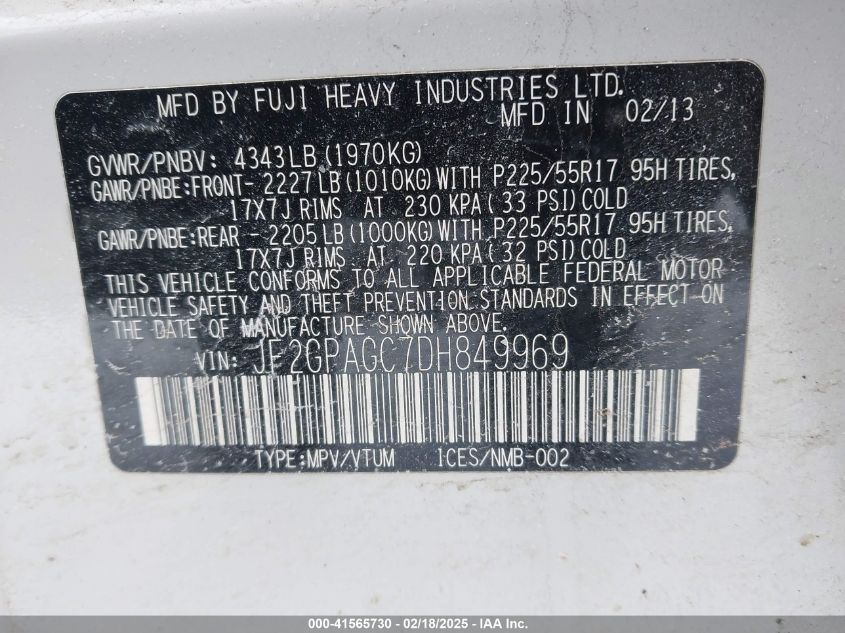 MFD BY FUJI HEAVY INDUSTRIES LTD.
MFD IN 02/13
GVWR/PNBV: 4343LB (1970KG)
GAWR/PNBE:FRONT- 2227LB(1010KG)WITH P225/55R17 95H TIRES,
17X7J RIMS AT 230 KPA( 33 PSI)COLD
GAWR/PNBE:REAR - 2205LB(1000KG)WITH P225/55R17 95H TIRES,
17X7J RIMS AT 220 KPA( 32 PSI)COLD
THIS VEHICLE CONFORMS TO ALL APPLICABLE FEDERAL MOTOR
VEHICLE SAFETY AND THEFT PREVENTION STANDARDS IN EFFECT ON
THE DATE OF MANUFACTURE SHOWN ABOVE.
VIN: JF2GPAGC7DH849969
TYPE:MPV/VTUM ICES/NMB-002
000-41565730 - 02/18/2025 - IAA Inc.